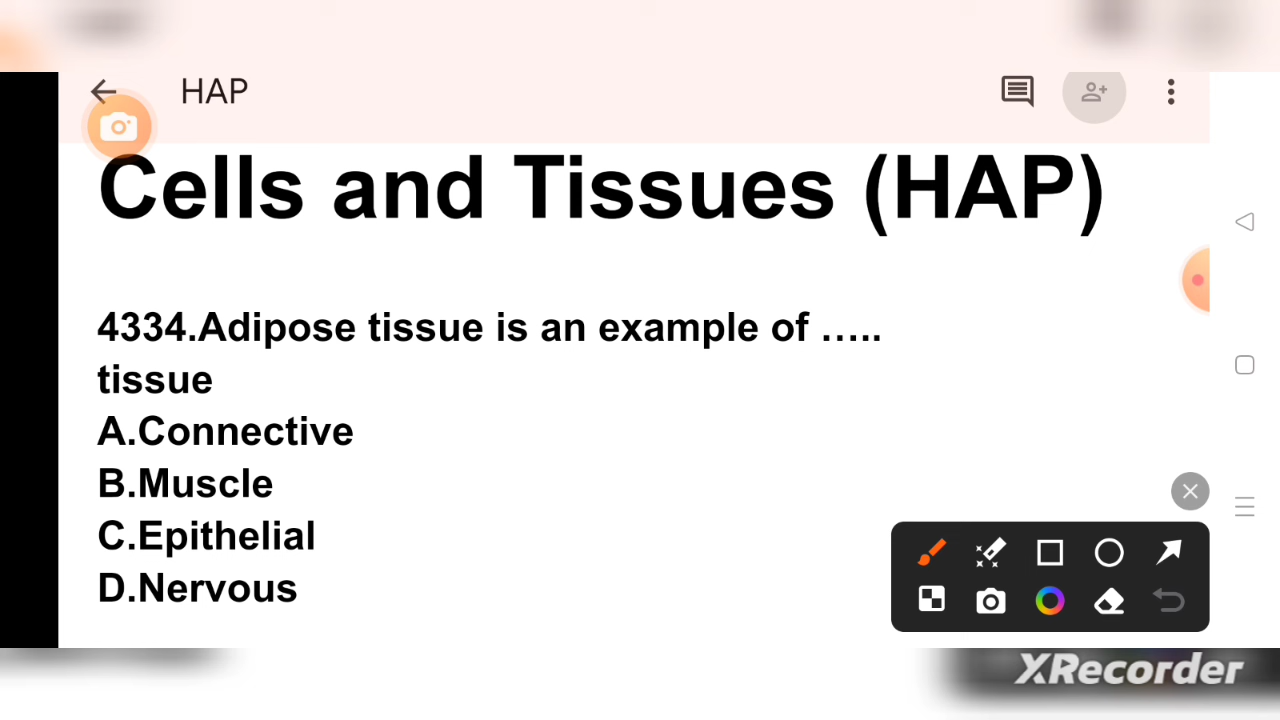 HAP
Cells and Tissues (HAP)
4334.Adipose tissue is an example of …..
tissue
A.Connective
B.Muscle
C.Epithelial
D.Nervous
XRecorder